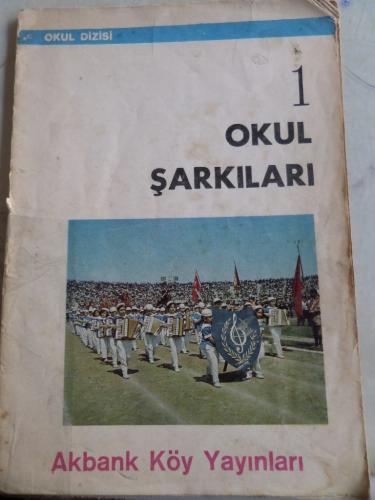 OKUL DİZİSİ
1
OKUL
ŞARKILARI
Akbank Köy Yayınları